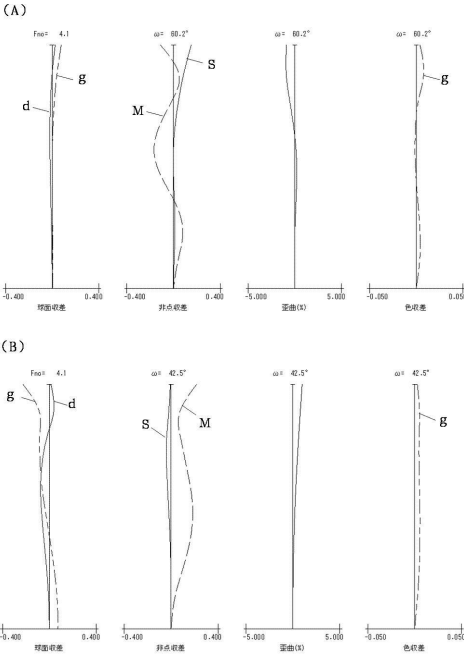 (A)
Fno= 4.1 ω= 60.2° ω= 60.2° ω= 60.2°
g S g
d M
-0.400 0.400 -0.400 0.400 -5.000 5.000 -0.050 0.050
球面収差 非点収差 歪曲(%) 色収差
(B)
Fno= 4.1 ω= 42.5° ω= 42.5° ω= 42.5°
g d S M g
-0.400 0.400 -0.400 0.400 -5.000 5.000 -0.050 0.050
球面収差 非点収差 歪曲(%) 色収差